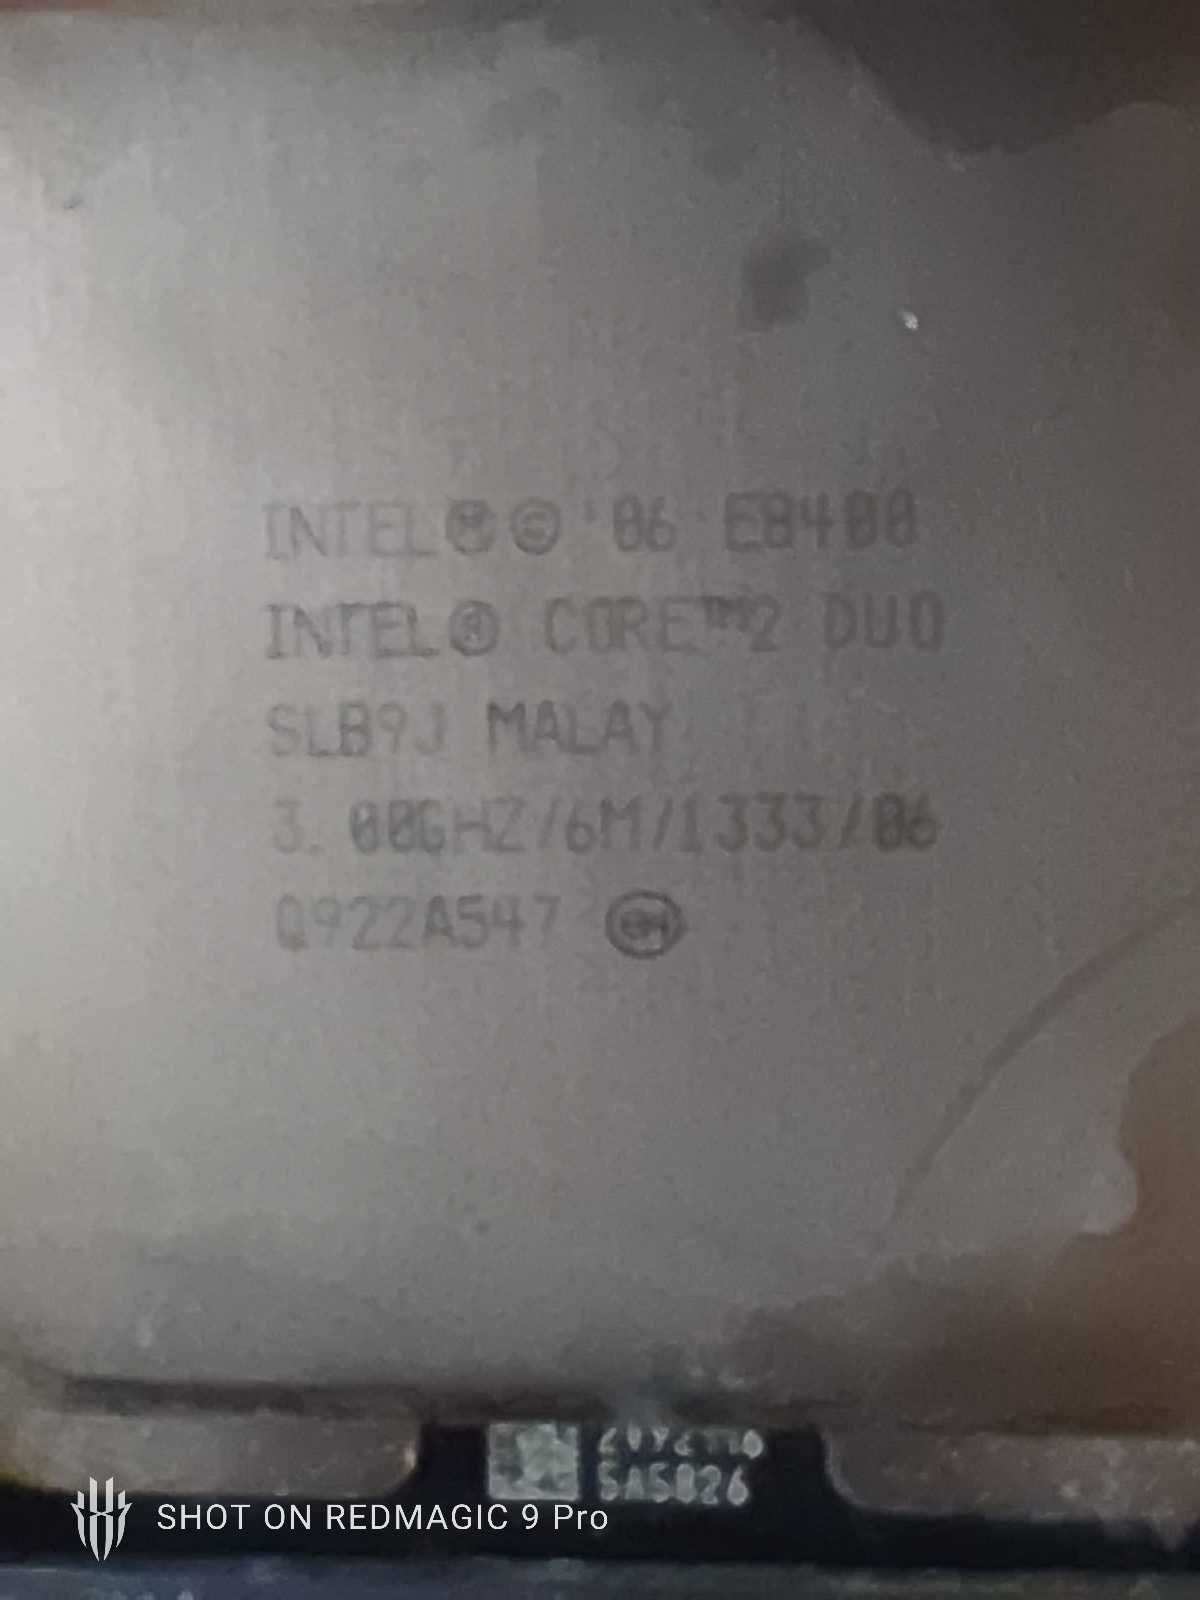 INTEL Ⓜ © '06 E8400
INTEL® CORE™2 DUO
SLB9J MALAY
3.00GHZ/6M/1333/06
Q922A547 
5A5826
SHOT ON REDMAGIC 9 Pro